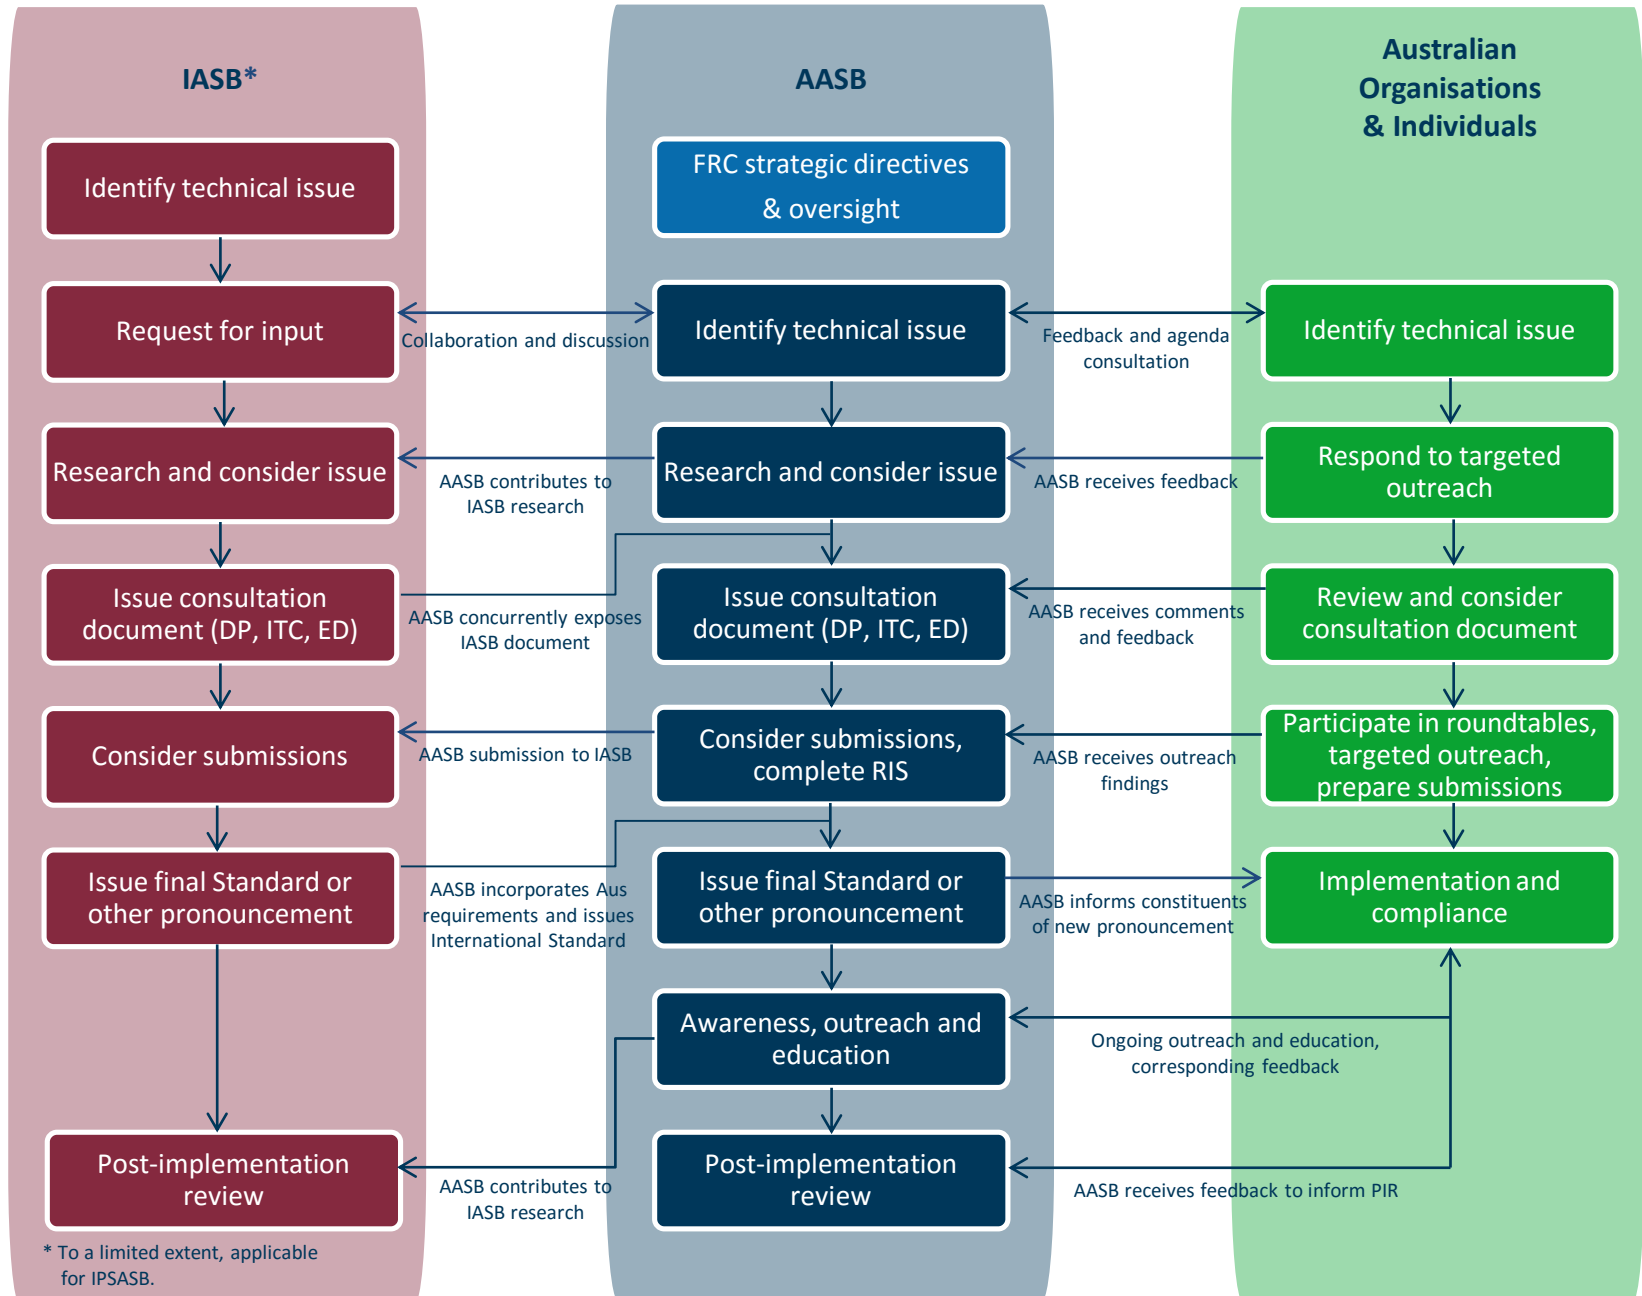 IASB*
AASB
Australian
Organisations
& Individuals
Identify technical issue
FRC strategic directives
& oversight
Request for input
Collaboration and discussion
Identify technical issue
Feedback and agenda
consultation
Identify technical issue
Research and consider issue
AASB contributes to
IASB research
Research and consider issue
AASB receives feedback
Respond to targeted
outreach
Issue consultation
document (DP, ITC, ED)
AASB concurrently exposes
IASB document
Issue consultation
document (DP, ITC, ED)
AASB receives comments
and feedback
Review and consider
consultation document
Consider submissions
AASB submission to IASB
Consider submissions,
complete RIS
AASB receives outreach
findings
Participate in roundtables,
targeted outreach,
prepare submissions
Issue final Standard or
other pronouncement
AASB incorporates Aus
requirements and issues
International Standard
Issue final Standard or
other pronouncement
AASB informs constituents
of new pronouncement
Implementation and
compliance
Awareness, outreach and
education
Ongoing outreach and education,
corresponding feedback
Post-implementation
review
AASB contributes to
IASB research
Post-implementation
review
AASB receives feedback to inform PIR
* To a limited extent, applicable
for IPSASB.